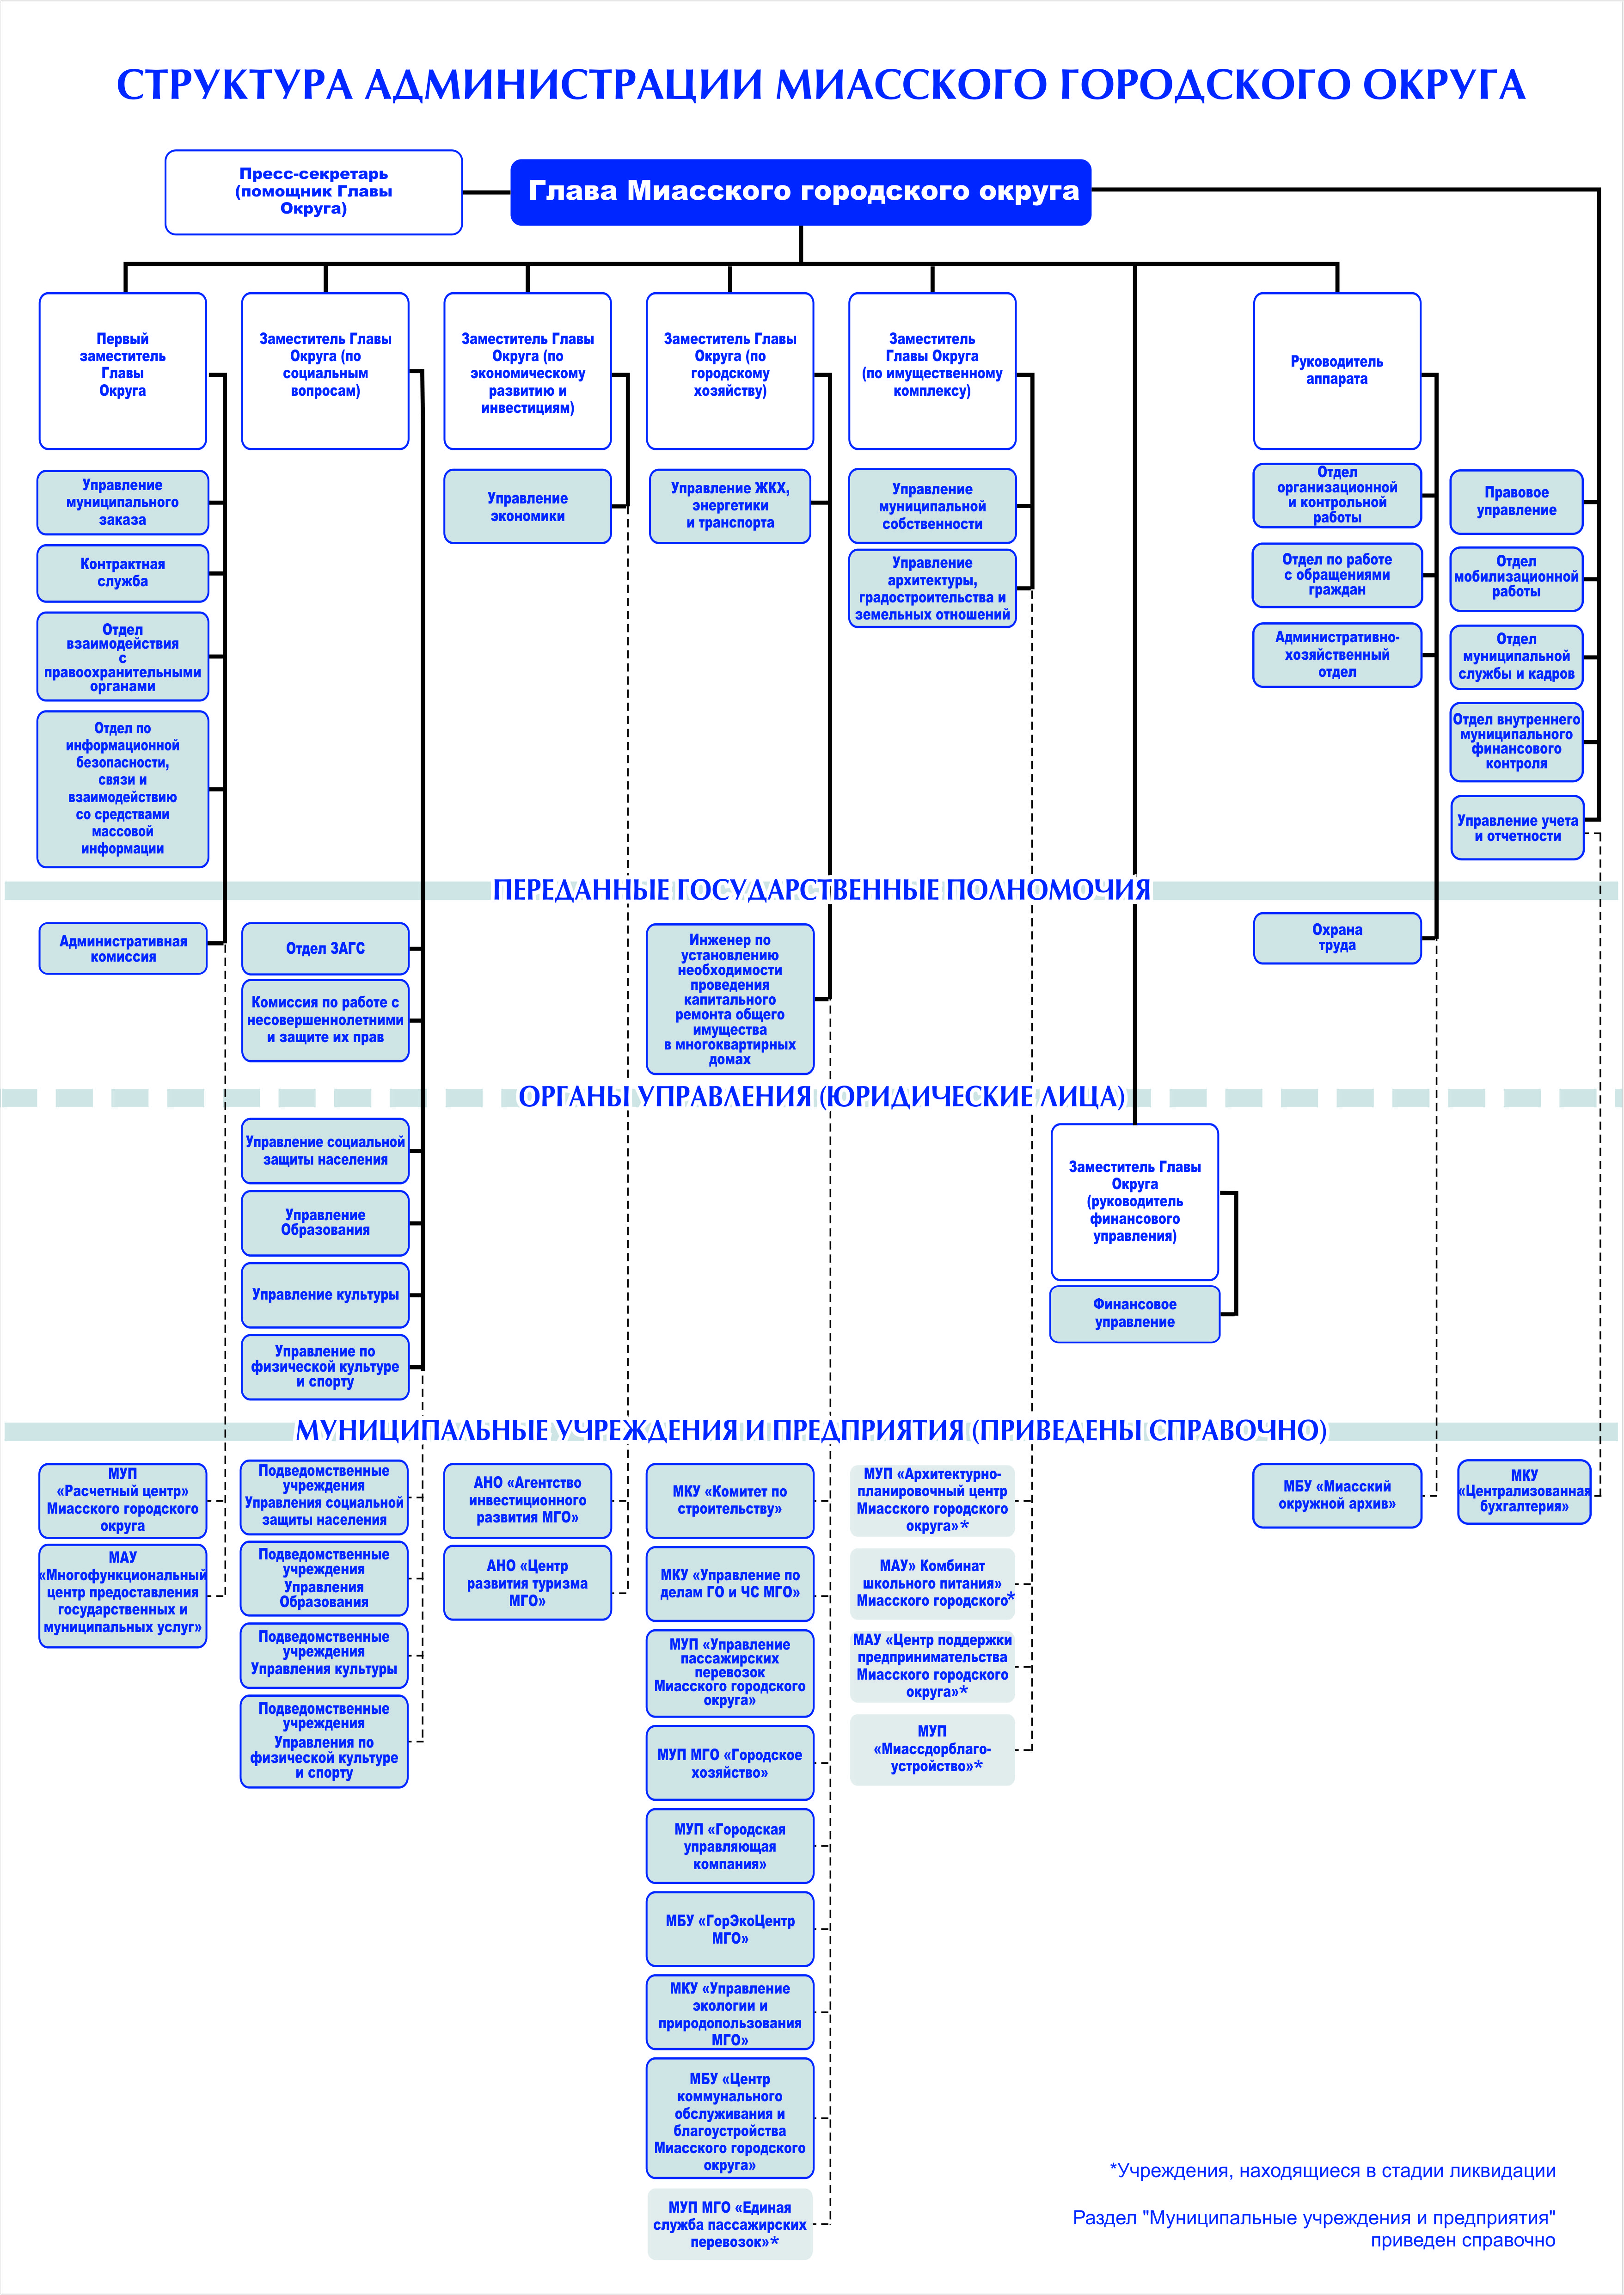 СТРУКТУРА АДМИНИСТРАЦИИ МИАССКОГО ГОРОДСКОГО ОКРУГА
Пресс-секретарь
(помощник Главы
Округа)
Глава Миасского городского округа
Первый
заместитель
Главы
Округа
Заместитель Главы
Округа (по
социальным
вопросам)
Заместитель Главы
Округа (по
экономическому
развитию и
инвестициям)
Заместитель Главы
Округа (по
городскому
хозяйству)
Заместитель
Главы Округа
(по имущественному
комплексу)
Руководитель
аппарата
Управление
муниципального
заказа
Контрактная
служба
Отдел
взаимодействия
с
правоохранительными
органами
Отдел по
информационной
безопасности,
связи и
взаимодействию
со средствами
массовой
информации
Управление
экономики
Управление ЖКХ,
энергетики
и транспорта
Управление
муниципальной
собственности
Управление
архитектуры,
градостроительства и
земельных отношений
Отдел
организационной
и контрольной
работы
Отдел по работе
с обращениями
граждан
Административно-
хозяйственный
отдел
Правовое
управление
Отдел
мобилизационной
работы
Отдел
муниципальной
службы и кадров
Отдел внутреннего
муниципального
финансового
контроля
Управление учета
и отчетности
ПЕРЕДАННЫЕ ГОСУДАРСТВЕННЫЕ ПОЛНОМОЧИЯ
Административная
комиссия
Отдел ЗАГС
Комиссия по работе с
несовершеннолетними
и защите их прав
Инженер по
установлению
необходимости
проведения
капитального
ремонта общего
имущества
в многоквартирных
домах
Охрана
труда
ОРГАНЫ УПРАВЛЕНИЯ (ЮРИДИЧЕСКИЕ ЛИЦА)
Управление социальной
защиты населения
Управление
Образования
Управление культуры
Управление по
физической культуре
и спорту
Заместитель Главы
Округа
(руководитель
финансового
управления)
Финансовое
управление
МУНИЦИПАЛЬНЫЕ УЧРЕЖДЕНИЯ И ПРЕДПРИЯТИЯ (ПРИВЕДЕНЫ СПРАВОЧНО)
МУП
«Расчетный центр»
Миасского городского
округа
МАУ
«Многофункциональный
центр предоставления
государственных и
муниципальных услуг»
Подведомственные
учреждения
Управления социальной
защиты населения
Подведомственные
учреждения
Управления
Образования
Подведомственные
учреждения
Управления культуры
Подведомственные
учреждения
Управления по
физической культуре
и спорту
АНО «Агентство
инвестиционного
развития МГО»
АНО «Центр
развития туризма
МГО»
МКУ «Комитет по
строительству»
МКУ «Управление по
делам ГО и ЧС МГО»
МУП «Управление
пассажирских
перевозок
Миасского городского
округа»
МУП МГО «Городское
хозяйство»
МУП «Городская
управляющая
компания»
МБУ «ГорЭкоЦентр
МГО»
МКУ «Управление
экологии и
природопользования
МГО»
МБУ «Центр
коммунального
обслуживания и
благоустройства
Миасского городского
округа»
МУП МГО «Единая
служба пассажирских
перевозок»*
МУП «Архитектурно-
планировочный центр
Миасского городского
округа»*
МАУ» Комбинат
школьного питания»
Миасского городского*
МАУ «Центр поддержки
предпринимательства
Миасского городского
округа»*
МУП
«Миассдорблаго-
устройство»*
МБУ «Миасский
окружной архив»
МКУ
«Централизованная
бухгалтерия»
*Учреждения, находящиеся в стадии ликвидации
Раздел "Муниципальные учреждения и предприятия"
приведен справочно